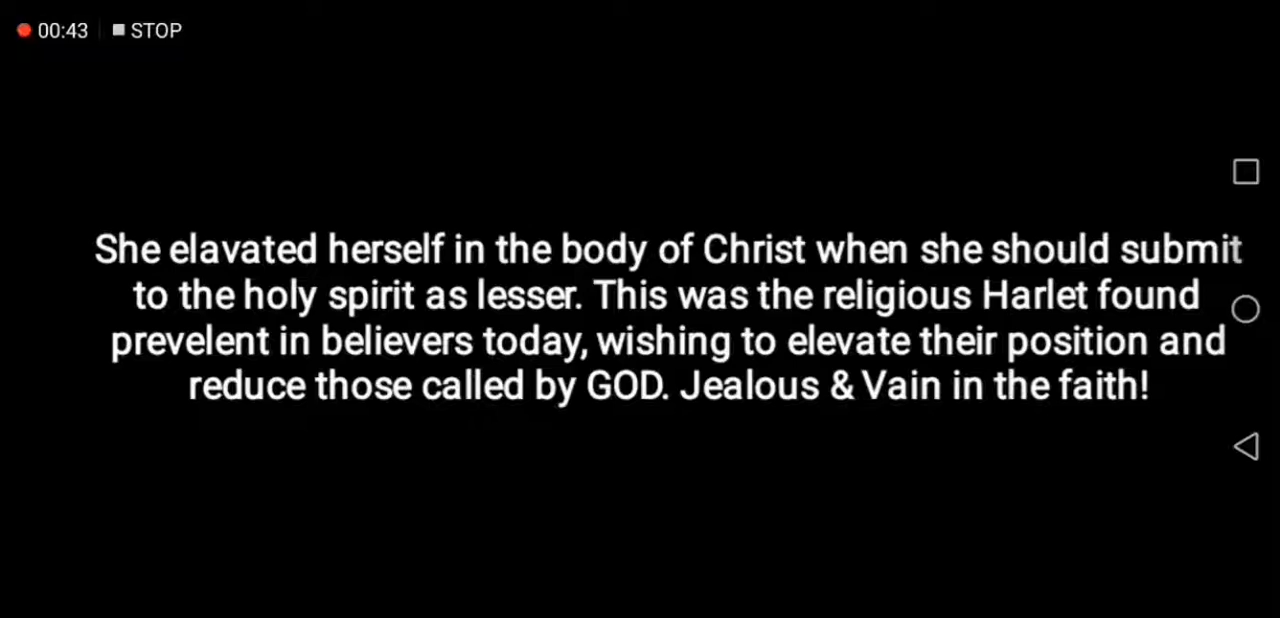 00:43 STOP
She elavated herself in the body of Christ when she should submit
to the holy spirit as lesser. This was the religious Harlet found
prevelent in believers today, wishing to elevate their position and
reduce those called by GOD. Jealous & Vain in the faith!